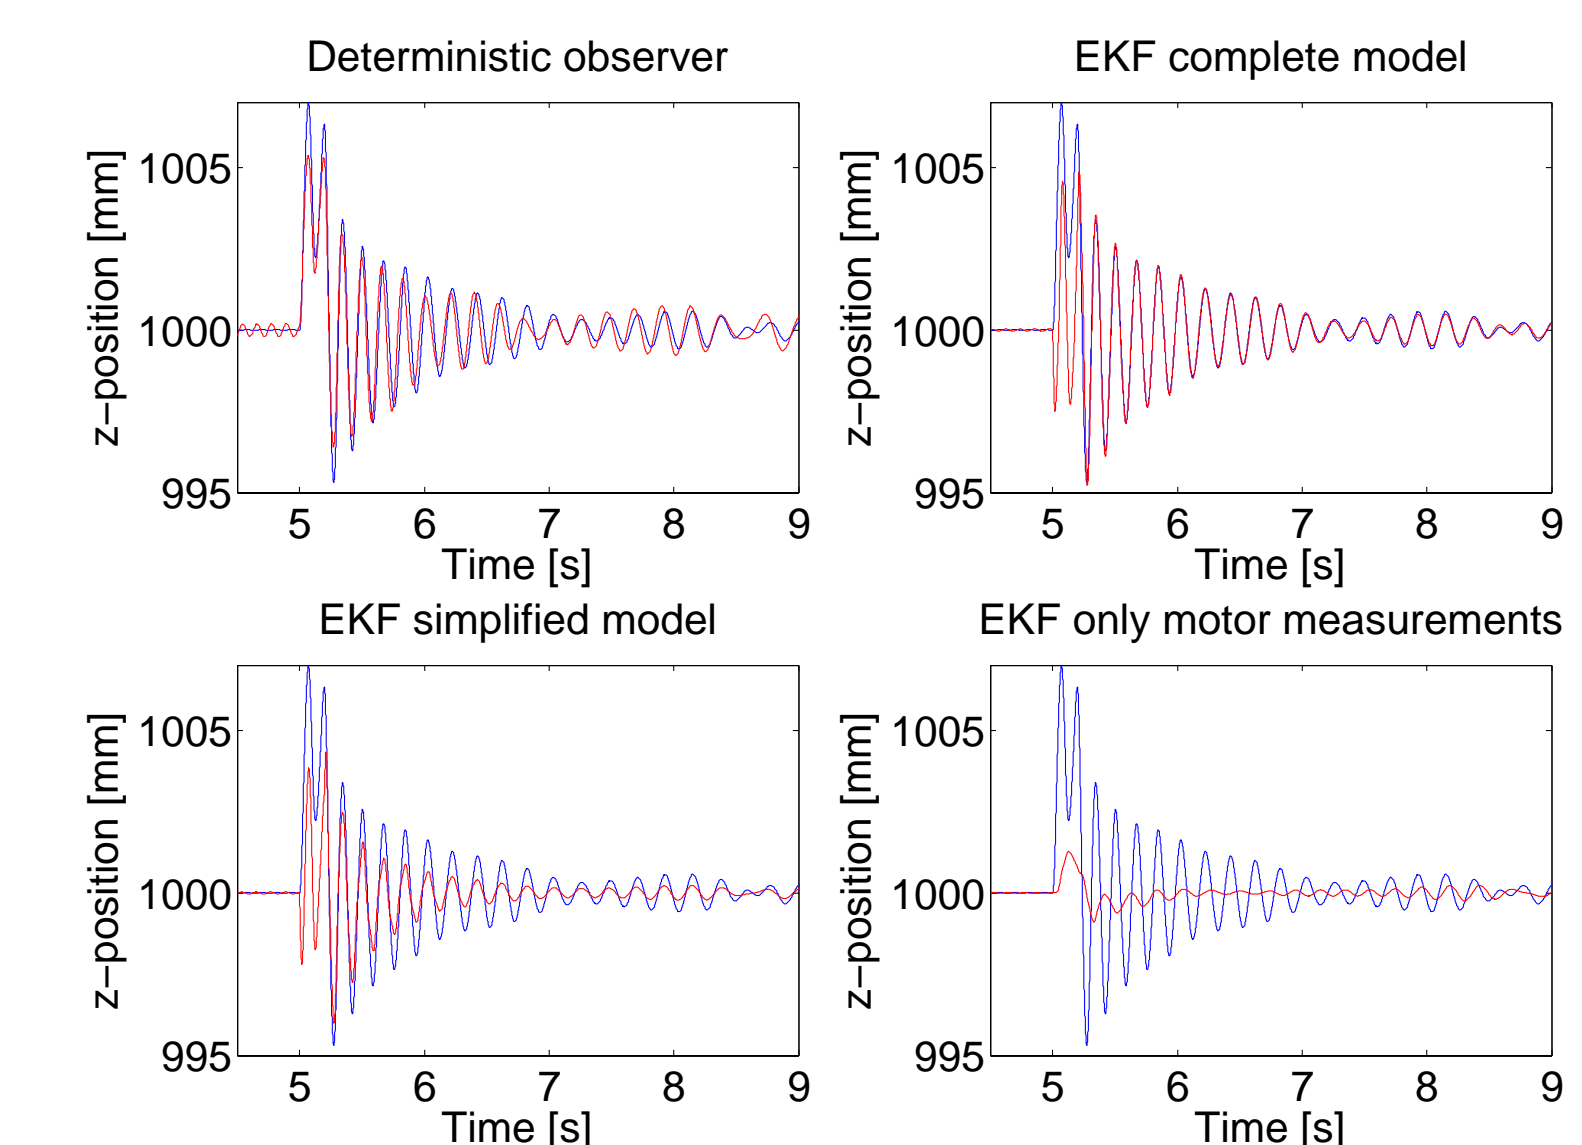 Deterministic observer
z−position [mm]
1005
1000
995
5 6 7 8 9
Time [s]
EKF complete model
z−position [mm]
1005
1000
995
5 6 7 8 9
Time [s]
EKF simplified model
z−position [mm]
1005
1000
995
5 6 7 8 9
Time [s]
EKF only motor measurements
z−position [mm]
1005
1000
995
5 6 7 8 9
Time [s]